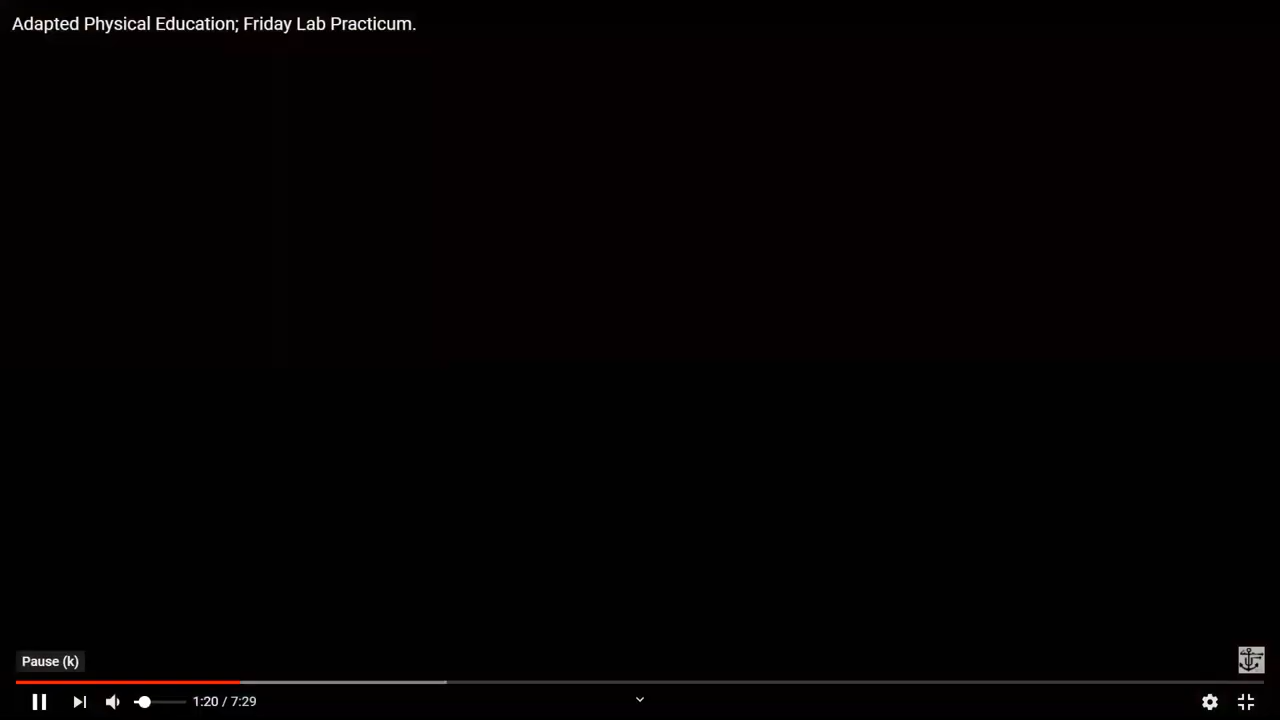 Adapted Physical Education; Friday Lab Practicum.
Pause (k)
1:20 / 7:29